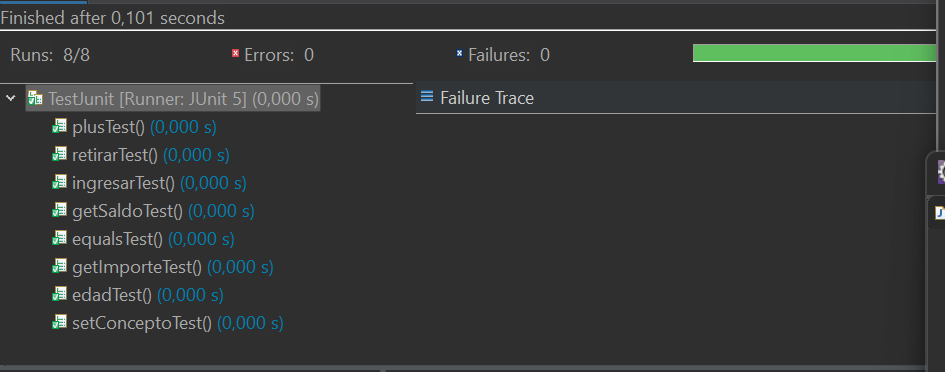 Finished after 0,101 seconds
Runs: 8/8 Errors: 0 Failures: 0
TestJunit [Runner: JUnit 5] (0,000 s)
Failure Trace
plusTest() (0,000 s)
retirarTest() (0,000 s)
ingresarTest() (0,000 s)
getSaldoTest() (0,000 s)
equalsTest() (0,000 s)
getImporteTest() (0,000 s)
edadTest() (0,000 s)
setConceptoTest() (0,000 s)